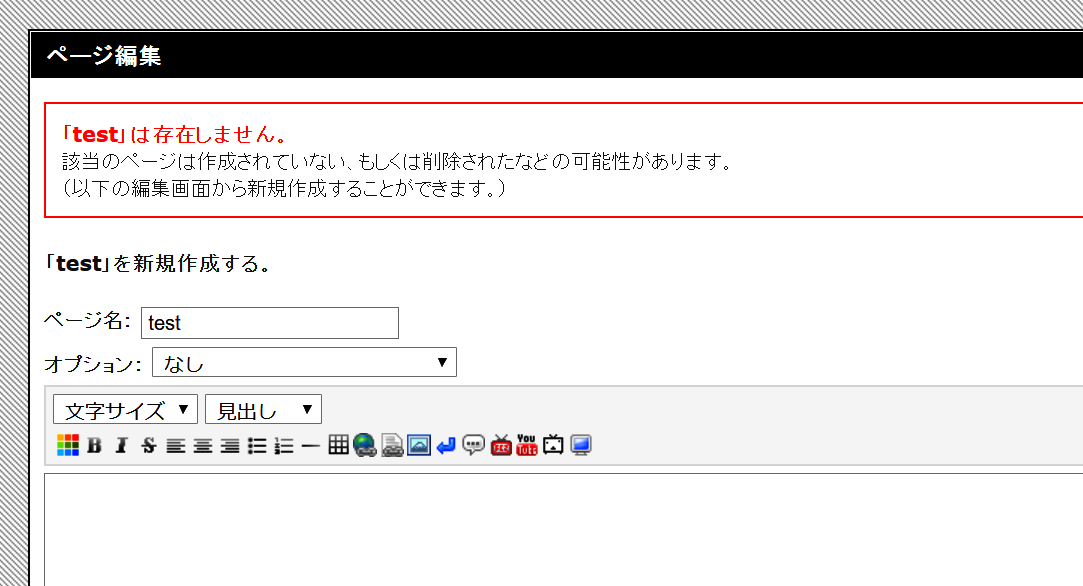 ページ編集
「test」は存在しません。
該当のページは作成されていない、もしくは削除されたなどの可能性があります。
（以下の編集画面から新規作成することができます。）
「test」を新規作成する。
ページ名： test
オプション： なし ▼
文字サイズ ▼ 見出し ▼
B I S FC2 You Tube